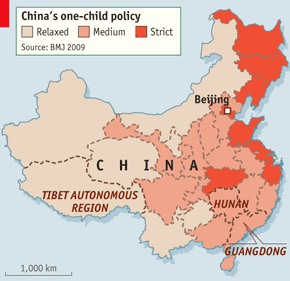 China's one-child policy
Relaxed Medium Strict
Source: BMJ 2009
Beijing
CHINA
TIBET AUTONOMOUS
REGION
HUNAN
GUANGDONG
1,000 km